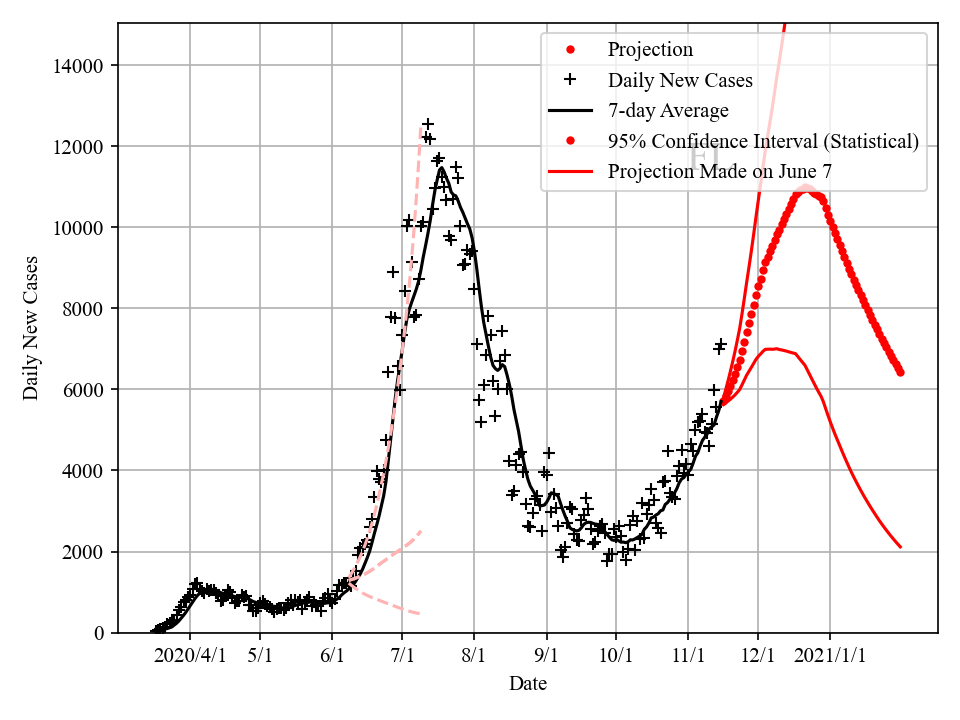 14000
12000
10000
8000
6000
4000
2000
0
Daily New Cases
2020/4/1 5/1 6/1 7/1 8/1 9/1 10/1 11/1 12/1 2021/1/1
Date
Projection
Daily New Cases
7-day Average
95% Confidence Interval (Statistical)
Projection Made on June 7
FL